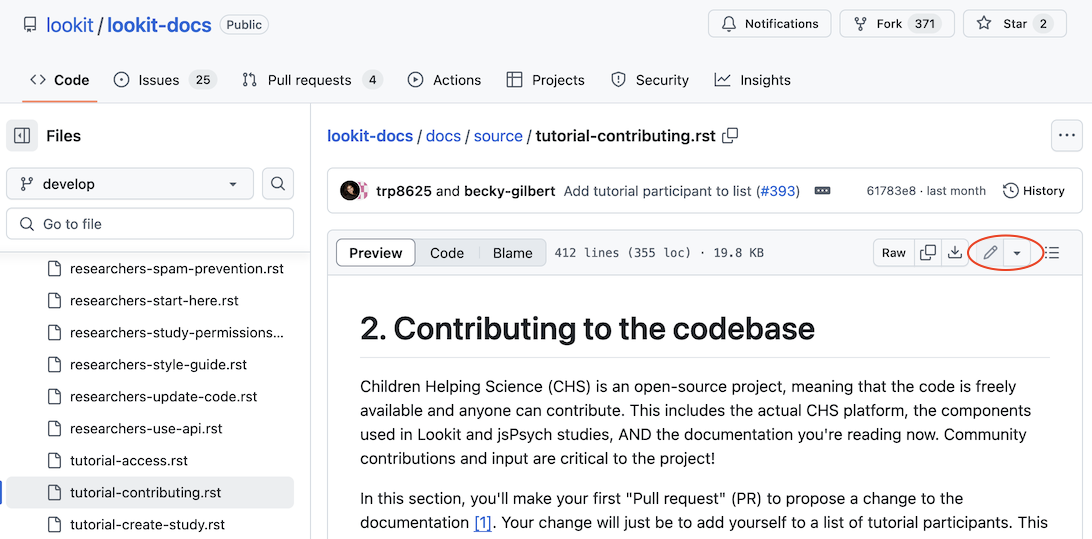 lookit / lookit-docs Public
Notifications Fork 371 Star 2
Code Issues 25 Pull requests 4 Actions Projects Security Insights
Files
develop
Go to file
researchers-spam-prevention.rst
researchers-start-here.rst
researchers-study-permissions...
researchers-style-guide.rst
researchers-update-code.rst
researchers-use-api.rst
tutorial-access.rst
tutorial-contributing.rst
tutorial-create-study.rst
lookit-docs / docs / source / tutorial-contributing.rst
trp8625 and becky-gilbert Add tutorial participant to list (#393) 61783e8 · last month History
Preview Code Blame 412 lines (355 loc) · 19.8 KB Raw
2. Contributing to the codebase
Children Helping Science (CHS) is an open-source project, meaning that the code is freely
available and anyone can contribute. This includes the actual CHS platform, the components
used in Lookit and jsPsych studies, AND the documentation you're reading now. Community
contributions and input are critical to the project!
In this section, you'll make your first "Pull request" (PR) to propose a change to the
documentation [1]. Your change will just be to add yourself to a list of tutorial participants. This